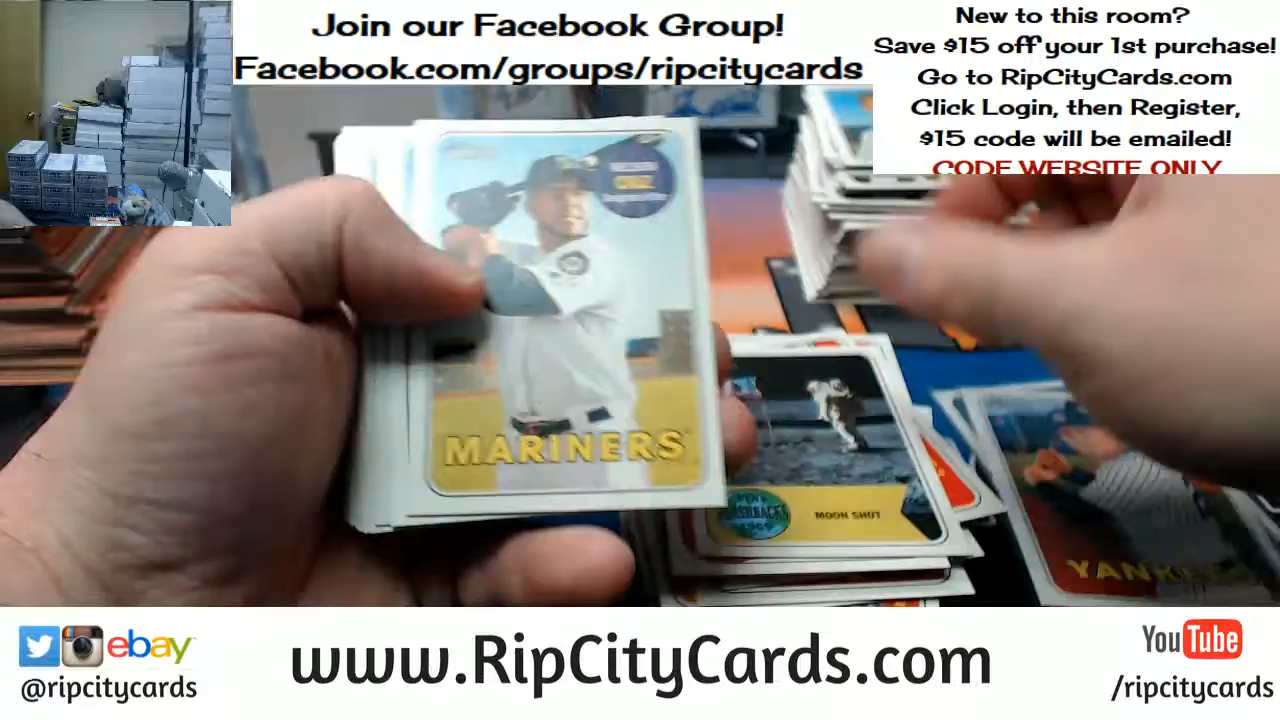 Join our Facebook Group!
Facebook.com/groups/ripcitycards
New to this room?
Save $15 off your 1st purchase!
Go to RipCityCards.com
Click Login, then Register,
$15 code will be emailed!
CODE WEBSITE ONLY
CRUZ
MARINERS
MOON SHOT
YANK
ebay
@ripcitycards
www.RipCityCards.com
YouTube
/ripcitycards